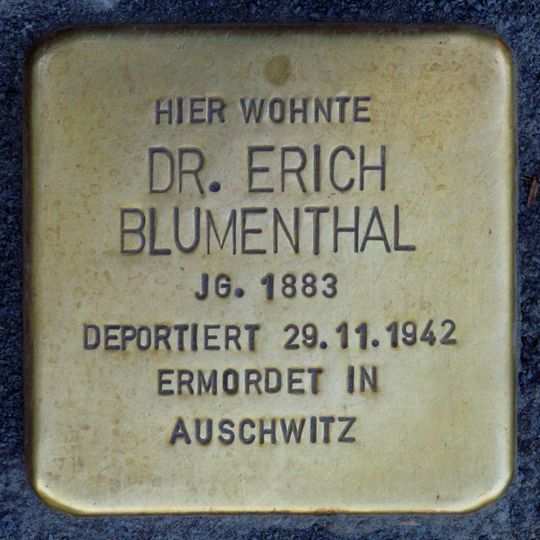 HIER WOHNTE
DR. ERICH
BLUMENTHAL
JG. 1883
DEPORTIERT 29.11.1942
ERMORDET IN
AUSCHWITZ